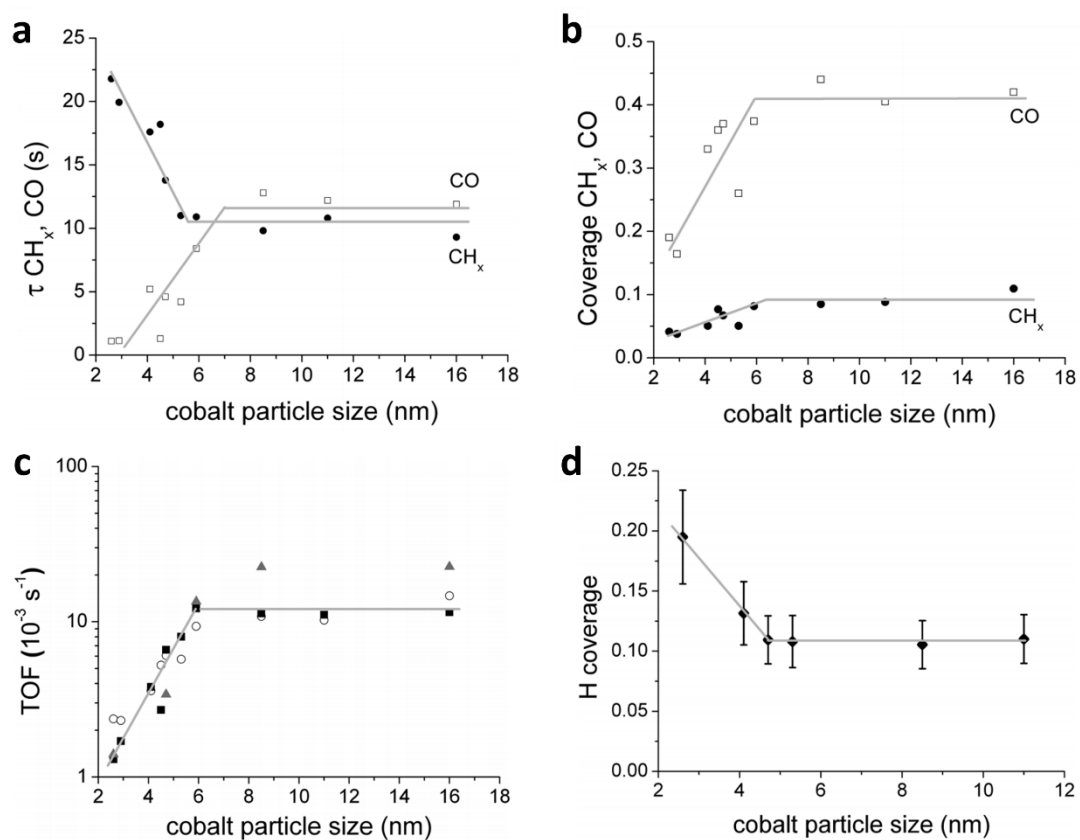 a
25
20
15
10
5
0
τ CHₓ, CO (s)
CO
CHₓ
2 4 6 8 10 12 14 16 18
cobalt particle size (nm)
b
0.5
0.4
0.3
0.2
0.1
0.0
Coverage CHₓ, CO
CO
CHₓ
2 4 6 8 10 12 14 16 18
cobalt particle size (nm)
c
100
10
1
TOF (10⁻³ s⁻¹)
2 4 6 8 10 12 14 16 18
cobalt particle size (nm)
d
0.25
0.20
0.15
0.10
0.05
0.00
H coverage
2 4 6 8 10 12
cobalt particle size (nm)